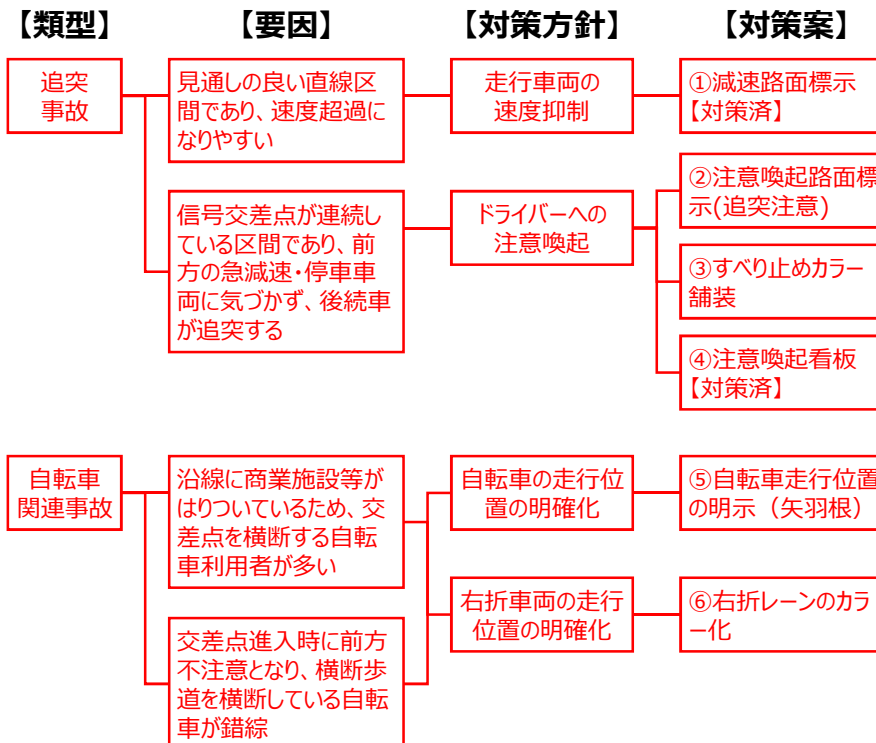 【類型】 【要因】 【対策方針】 【対策案】
追突
事故
見通しの良い直線区
間であり、速度超過に
なりやすい
走行車両の
速度抑制
①減速路面標示
【対策済】
信号交差点が連続し
ている区間であり、前
方の急減速・停車車
両に気づかず、後続車
が追突する
ドライバーへの
注意喚起
②注意喚起路面標
示(追突注意)
③すべり止めカラー
舗装
④注意喚起看板
【対策済】
自転車
関連事故
沿線に商業施設等が
はりついているため、交
差点を横断する自転
車利用者が多い
自転車の走行位
置の明確化
⑤自転車走行位置
の明示（矢羽根）
交差点進入時に前方
不注意となり、横断歩
道を横断している自転
車が錯綜
右折車両の走行
位置の明確化
⑥右折レーンのカラ
ー化